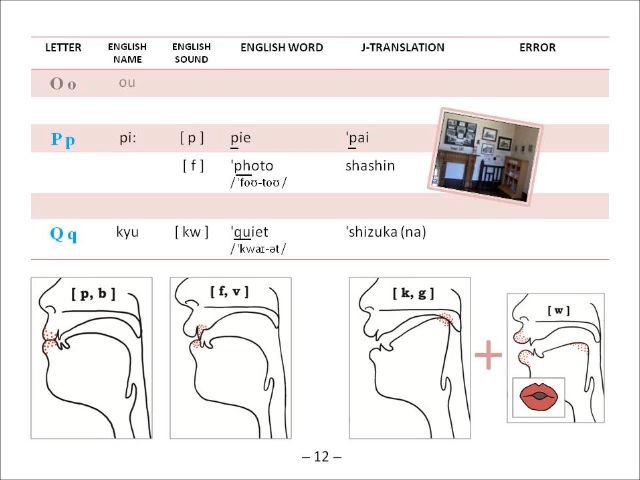 LETTER ENGLISH NAME ENGLISH SOUND ENGLISH WORD J-TRANSLATION ERROR
O o ou
P p pi: [ p ] pie 'pai
[ f ] 'photo shashin
/ 'foʊ-toʊ /
Q q kyu [ kw ] 'quiet 'shizuka (na)
/ 'kwaɪ-ət /
[ p, b ] [ f, v ] [ k, g ] [ w ]
+
– 12 –